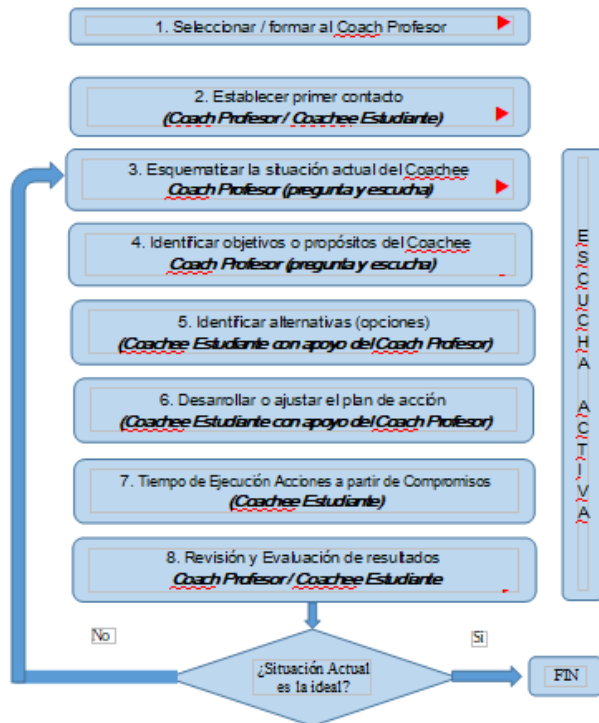 1. Seleccionar / formar al Coach Profesor
2. Establecer primer contacto
(Coach Profesor / Coachee Estudiante)
3. Esquematizar la situación actual del Coachee
Coach Profesor (pregunta y escucha)
4. Identificar objetivos o propósitos del Coachee
Coach Profesor (pregunta y escucha)
5. Identificar alternativas (opciones)
(Coachee Estudiante con apoyo del Coach Profesor)
6. Desarrollar o ajustar el plan de acción
(Coachee Estudiante con apoyo del Coach Profesor)
7. Tiempo de Ejecución Acciones a partir de Compromisos
(Coachee Estudiante)
8. Revisión y Evaluación de resultados
Coach Profesor / Coachee Estudiante
ESCUCHA ACTIVA
No
Si
¿Situación Actual
es la ideal?
FIN